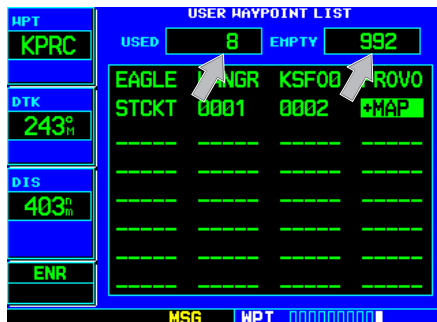 WPT
KPRC
DTK
243°M
DIS
403nm
ENR
USER WAYPOINT LIST
USED 8 EMPTY 992
EAGLE KSF00
STCKT 0001 0002 +MAP
MSG WPT